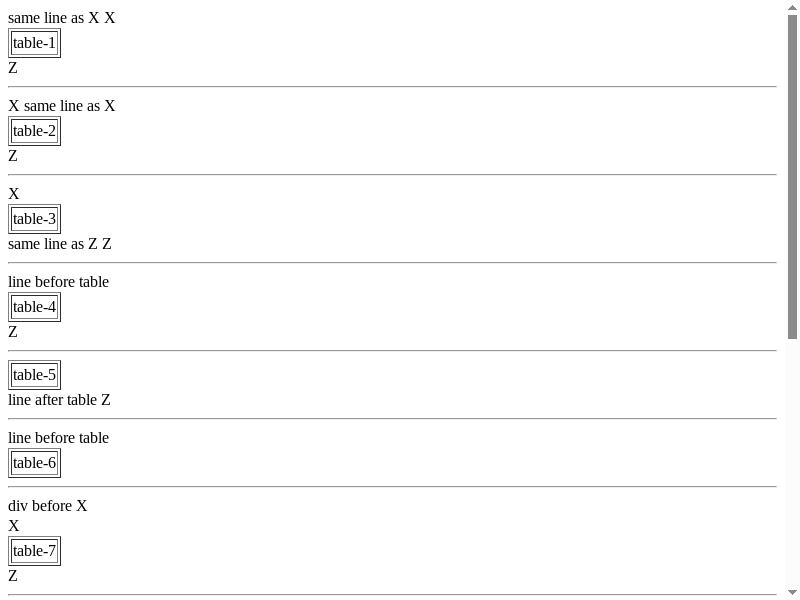 same line as X X
table-1
Z
X same line as X
table-2
Z
X
table-3
same line as Z Z
line before table
table-4
Z
table-5
line after table Z
line before table
table-6
div before X
X
table-7
Z